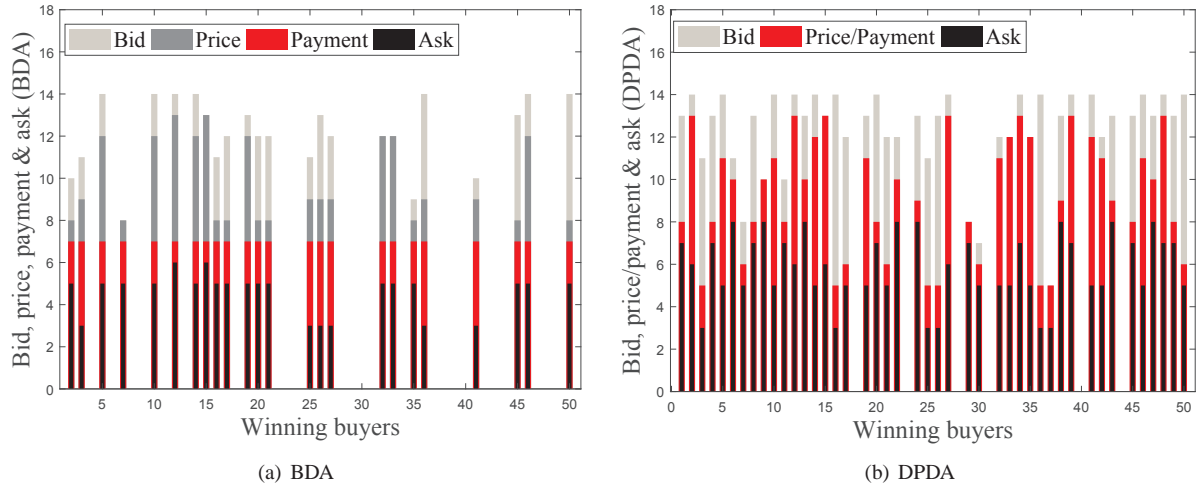 Bid, price, payment & ask (BDA)
18
16
14
12
10
8
6
4
2
0
Bid Price Payment Ask
5 10 15 20 25 30 35 40 45 50
Winning buyers
(a) BDA
Bid, price/payment & ask (DPDA)
18
16
14
12
10
8
6
4
2
0
Bid Price/Payment Ask
0 5 10 15 20 25 30 35 40 45 50
Winning buyers
(b) DPDA